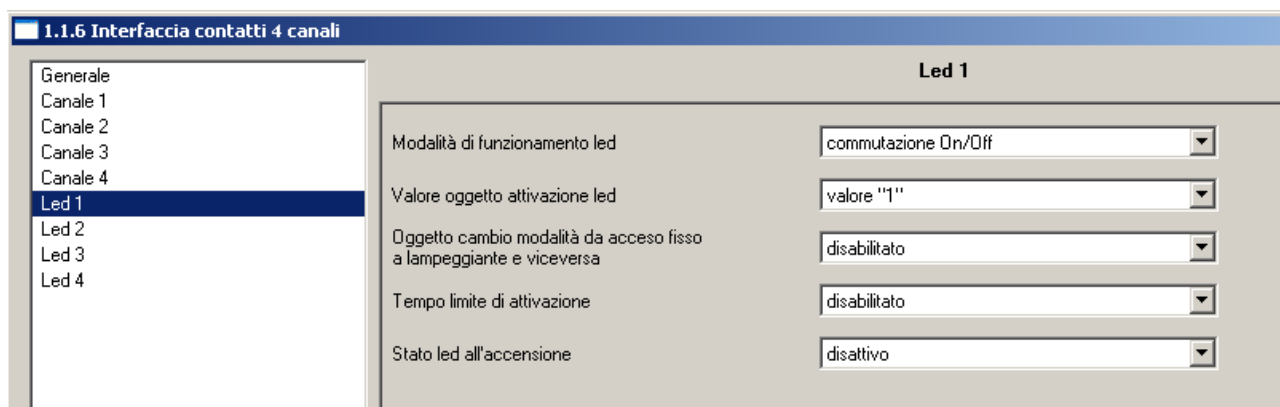 1.1.6 Interfaccia contatti 4 canali
Generale
Canale 1
Canale 2
Canale 3
Canale 4
Led 1
Led 2
Led 3
Led 4
Led 1
Modalità di funzionamento led
commutazione On/Off
Valore oggetto attivazione led
valore "1"
Oggetto cambio modalità da acceso fisso
a lampeggiante e viceversa
disabilitato
Tempo limite di attivazione
disabilitato
Stato led all'accensione
disattivo